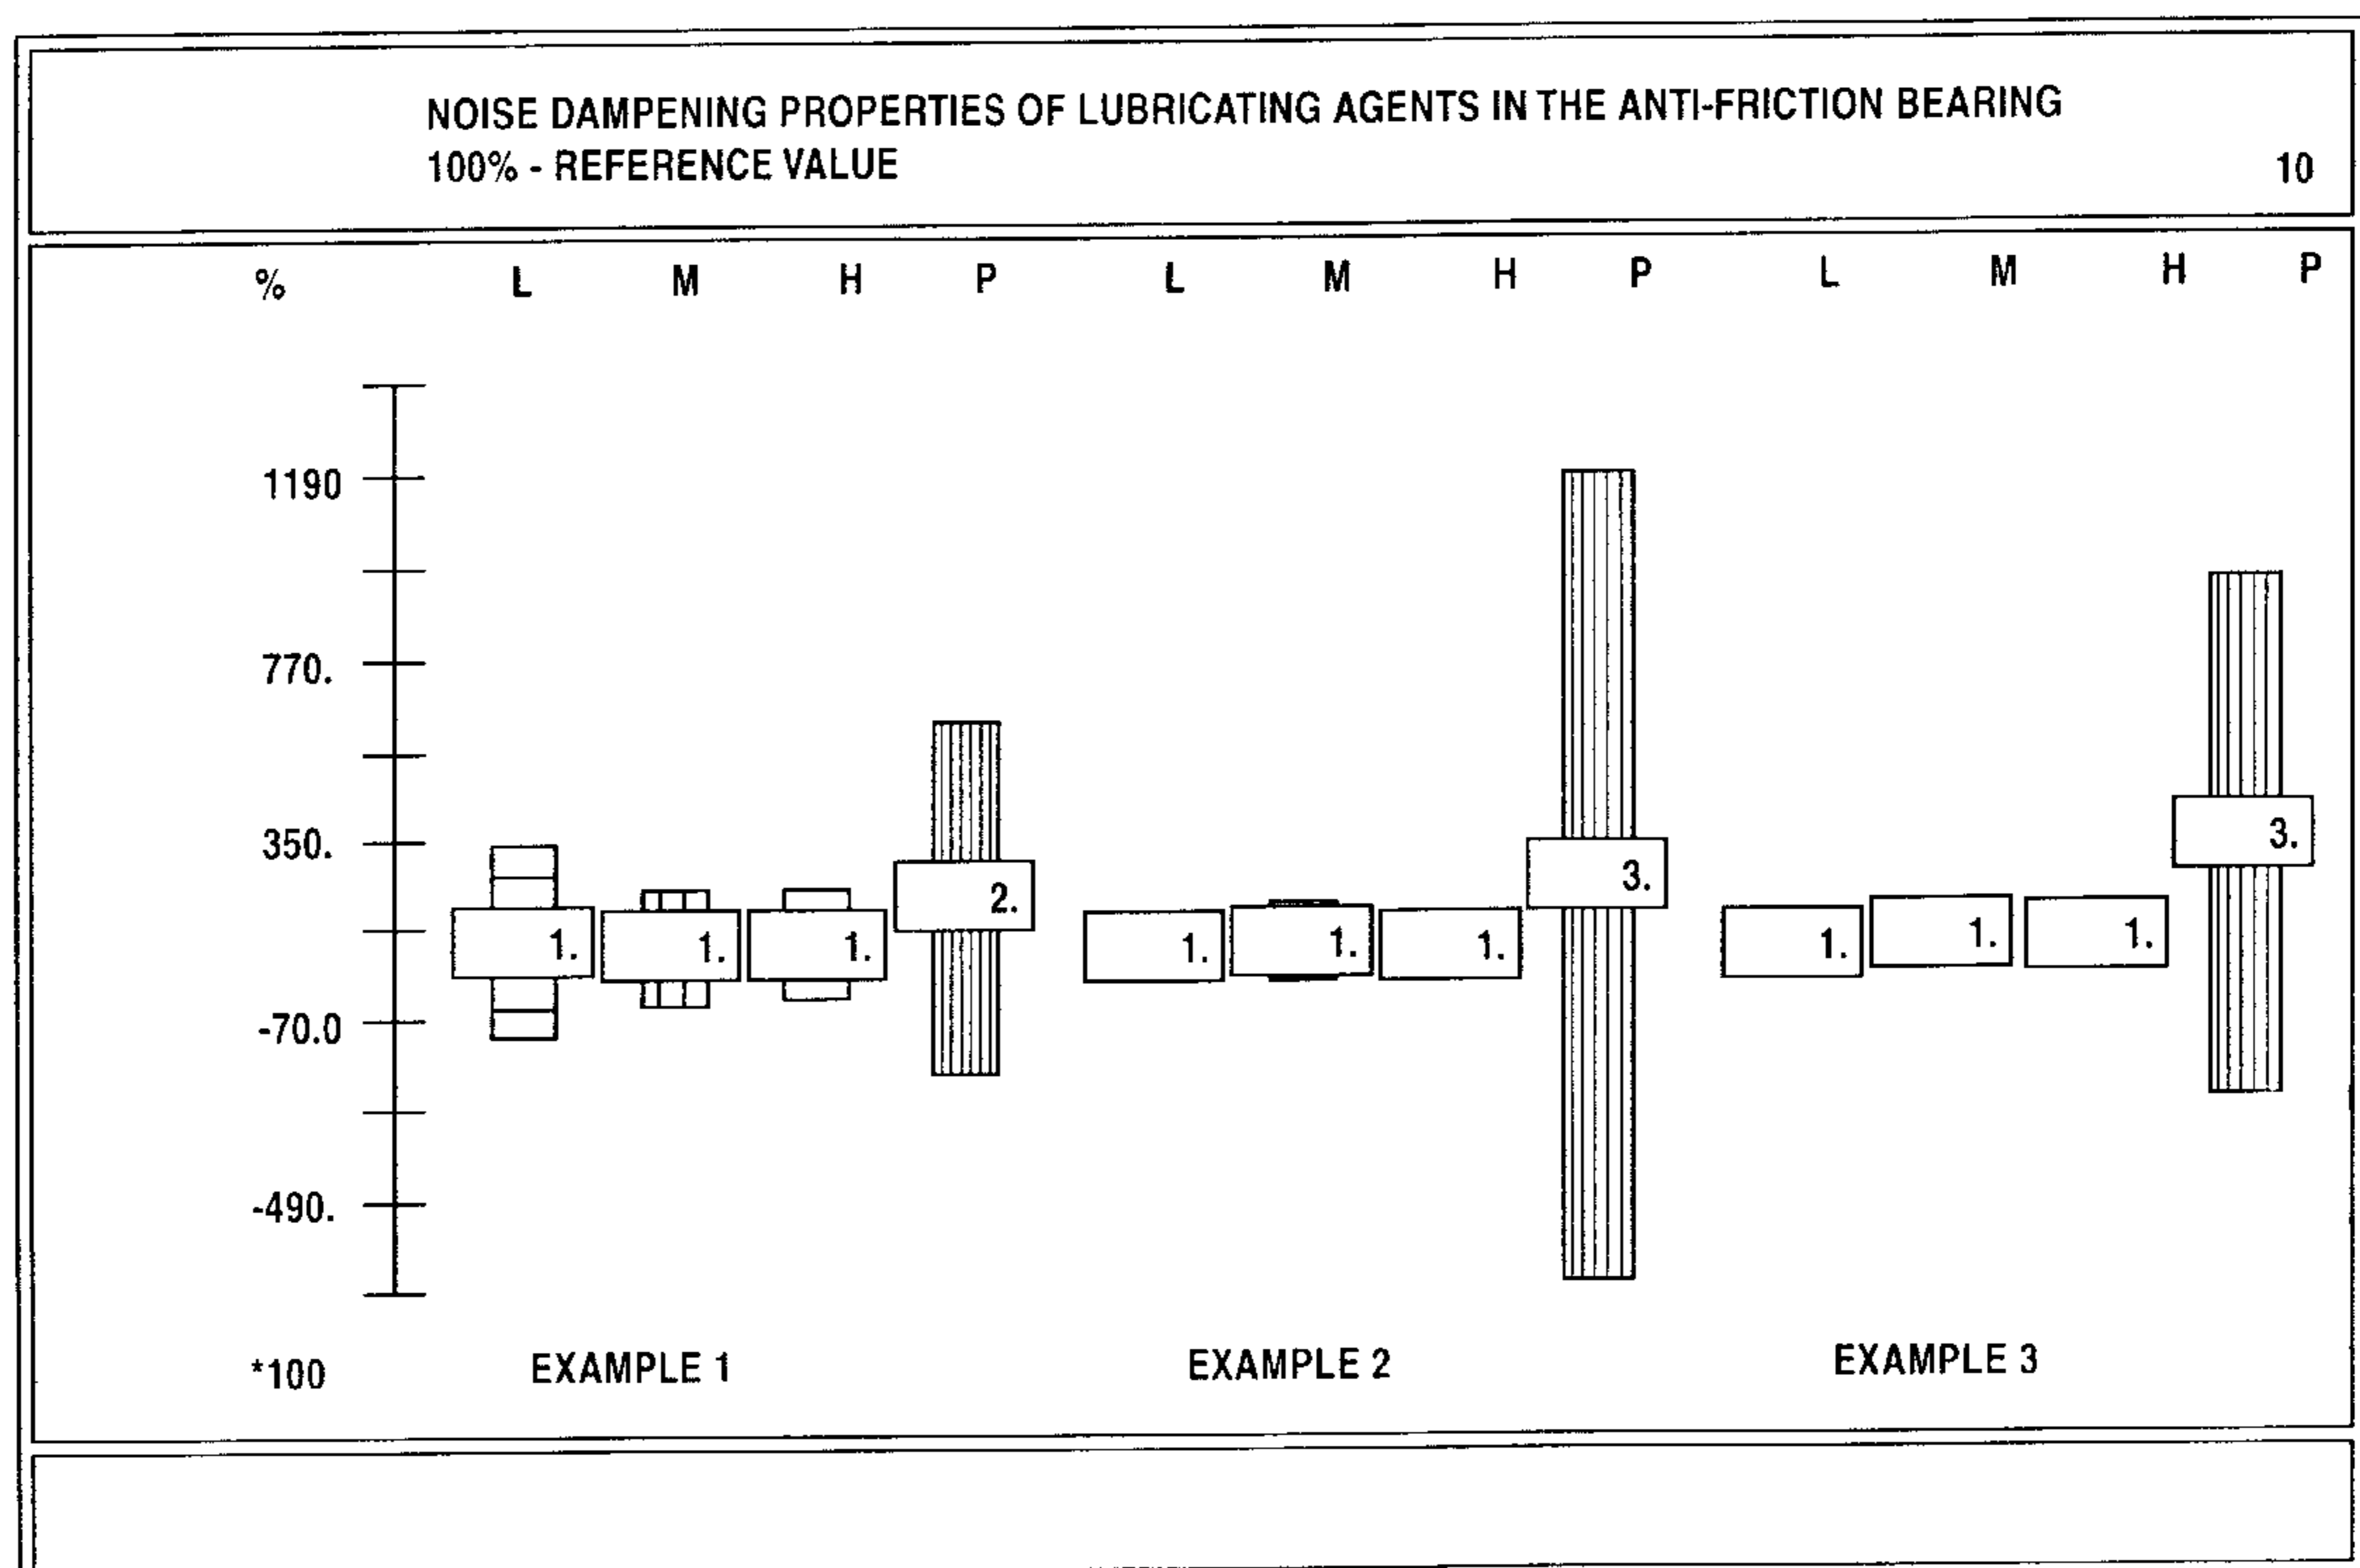 NOISE DAMPENING PROPERTIES OF LUBRICATING AGENTS IN THE ANTI-FRICTION BEARING
100% - REFERENCE VALUE 10
% L M H P L M H P L M H P
1190
770.
350.
-70.0
-490.
1. 1. 1. 2. 1. 1. 1. 3. 1. 1. 1. 3.
*100 EXAMPLE 1 EXAMPLE 2 EXAMPLE 3